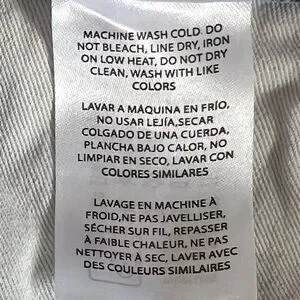 MACHINE WASH COLD. DO
NOT BLEACH, LINE DRY, IRON
ON LOW HEAT, DO NOT DRY
CLEAN, WASH WITH LIKE
COLORS
LAVAR A MÁQUINA EN FRÍO,
NO USAR LEJÍA,SECAR
COLGADO DE UNA CUERDA,
PLANCHA BAJO CALOR, NO
LIMPIAR EN SECO, LAVAR CON
COLORES SIMILARES
LAVAGE EN MACHINE À
FROID,NE PAS JAVELLISER,
SÉCHER SUR FIL, REPASSER
À FAIBLE CHALEUR, NE PAS
NETTOYER À SEC, LAVER AVEC
DES COULEURS SIMILAIRES